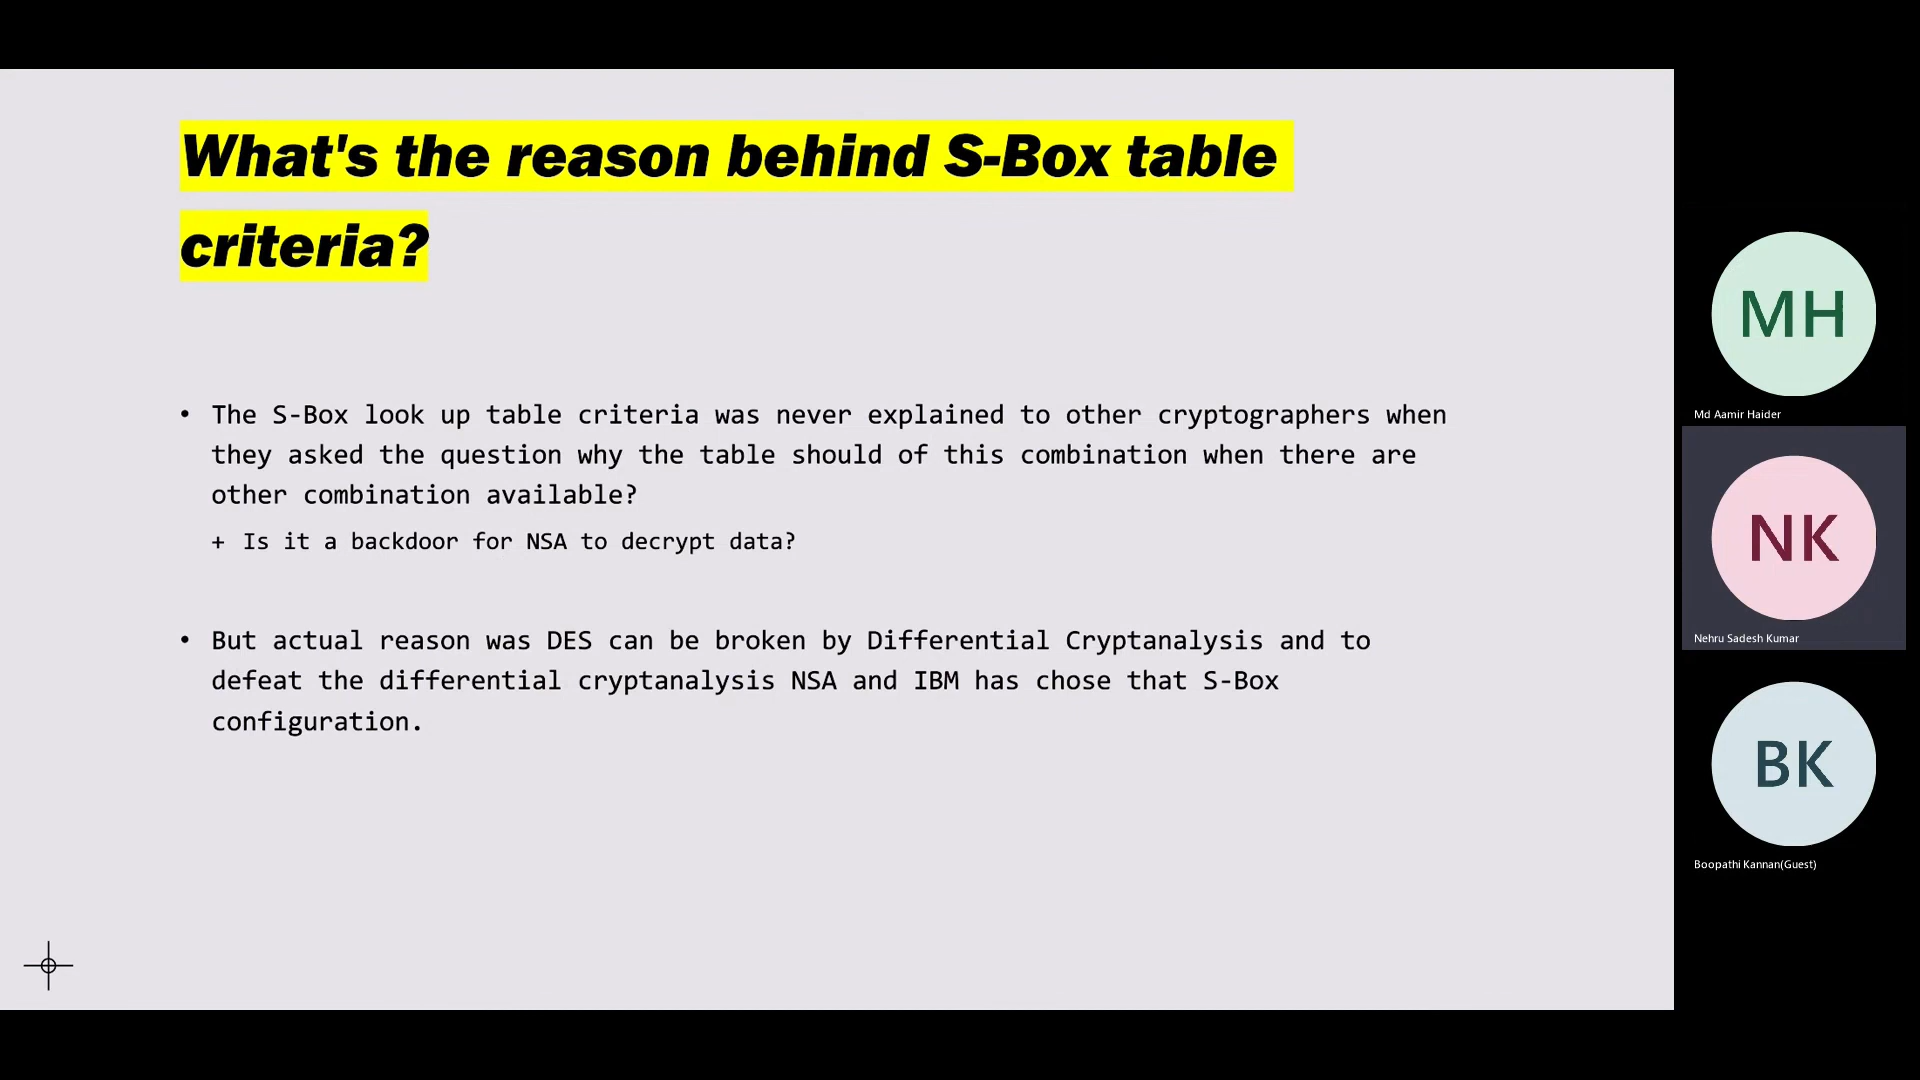 What's the reason behind S-Box table
criteria?
• The S-Box look up table criteria was never explained to other cryptographers when
they asked the question why the table should of this combination when there are
other combination available?
+ Is it a backdoor for NSA to decrypt data?
• But actual reason was DES can be broken by Differential Cryptanalysis and to
defeat the differential cryptanalysis NSA and IBM has chose that S-Box
configuration.
MH
Md Aamir Haider
NK
Nehru Sadesh Kumar
BK
Boopathi Kannan(Guest)